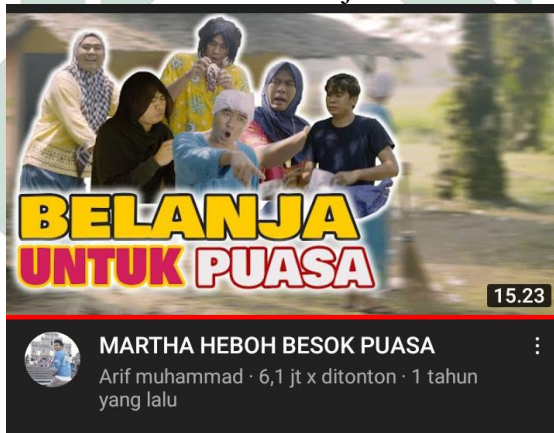 BELANJA
UNTUK PUASA
15.23
MARTHA HEBOH BESOK PUASA
Arif muhammad · 6,1 jt x ditonton · 1 tahun
yang lalu